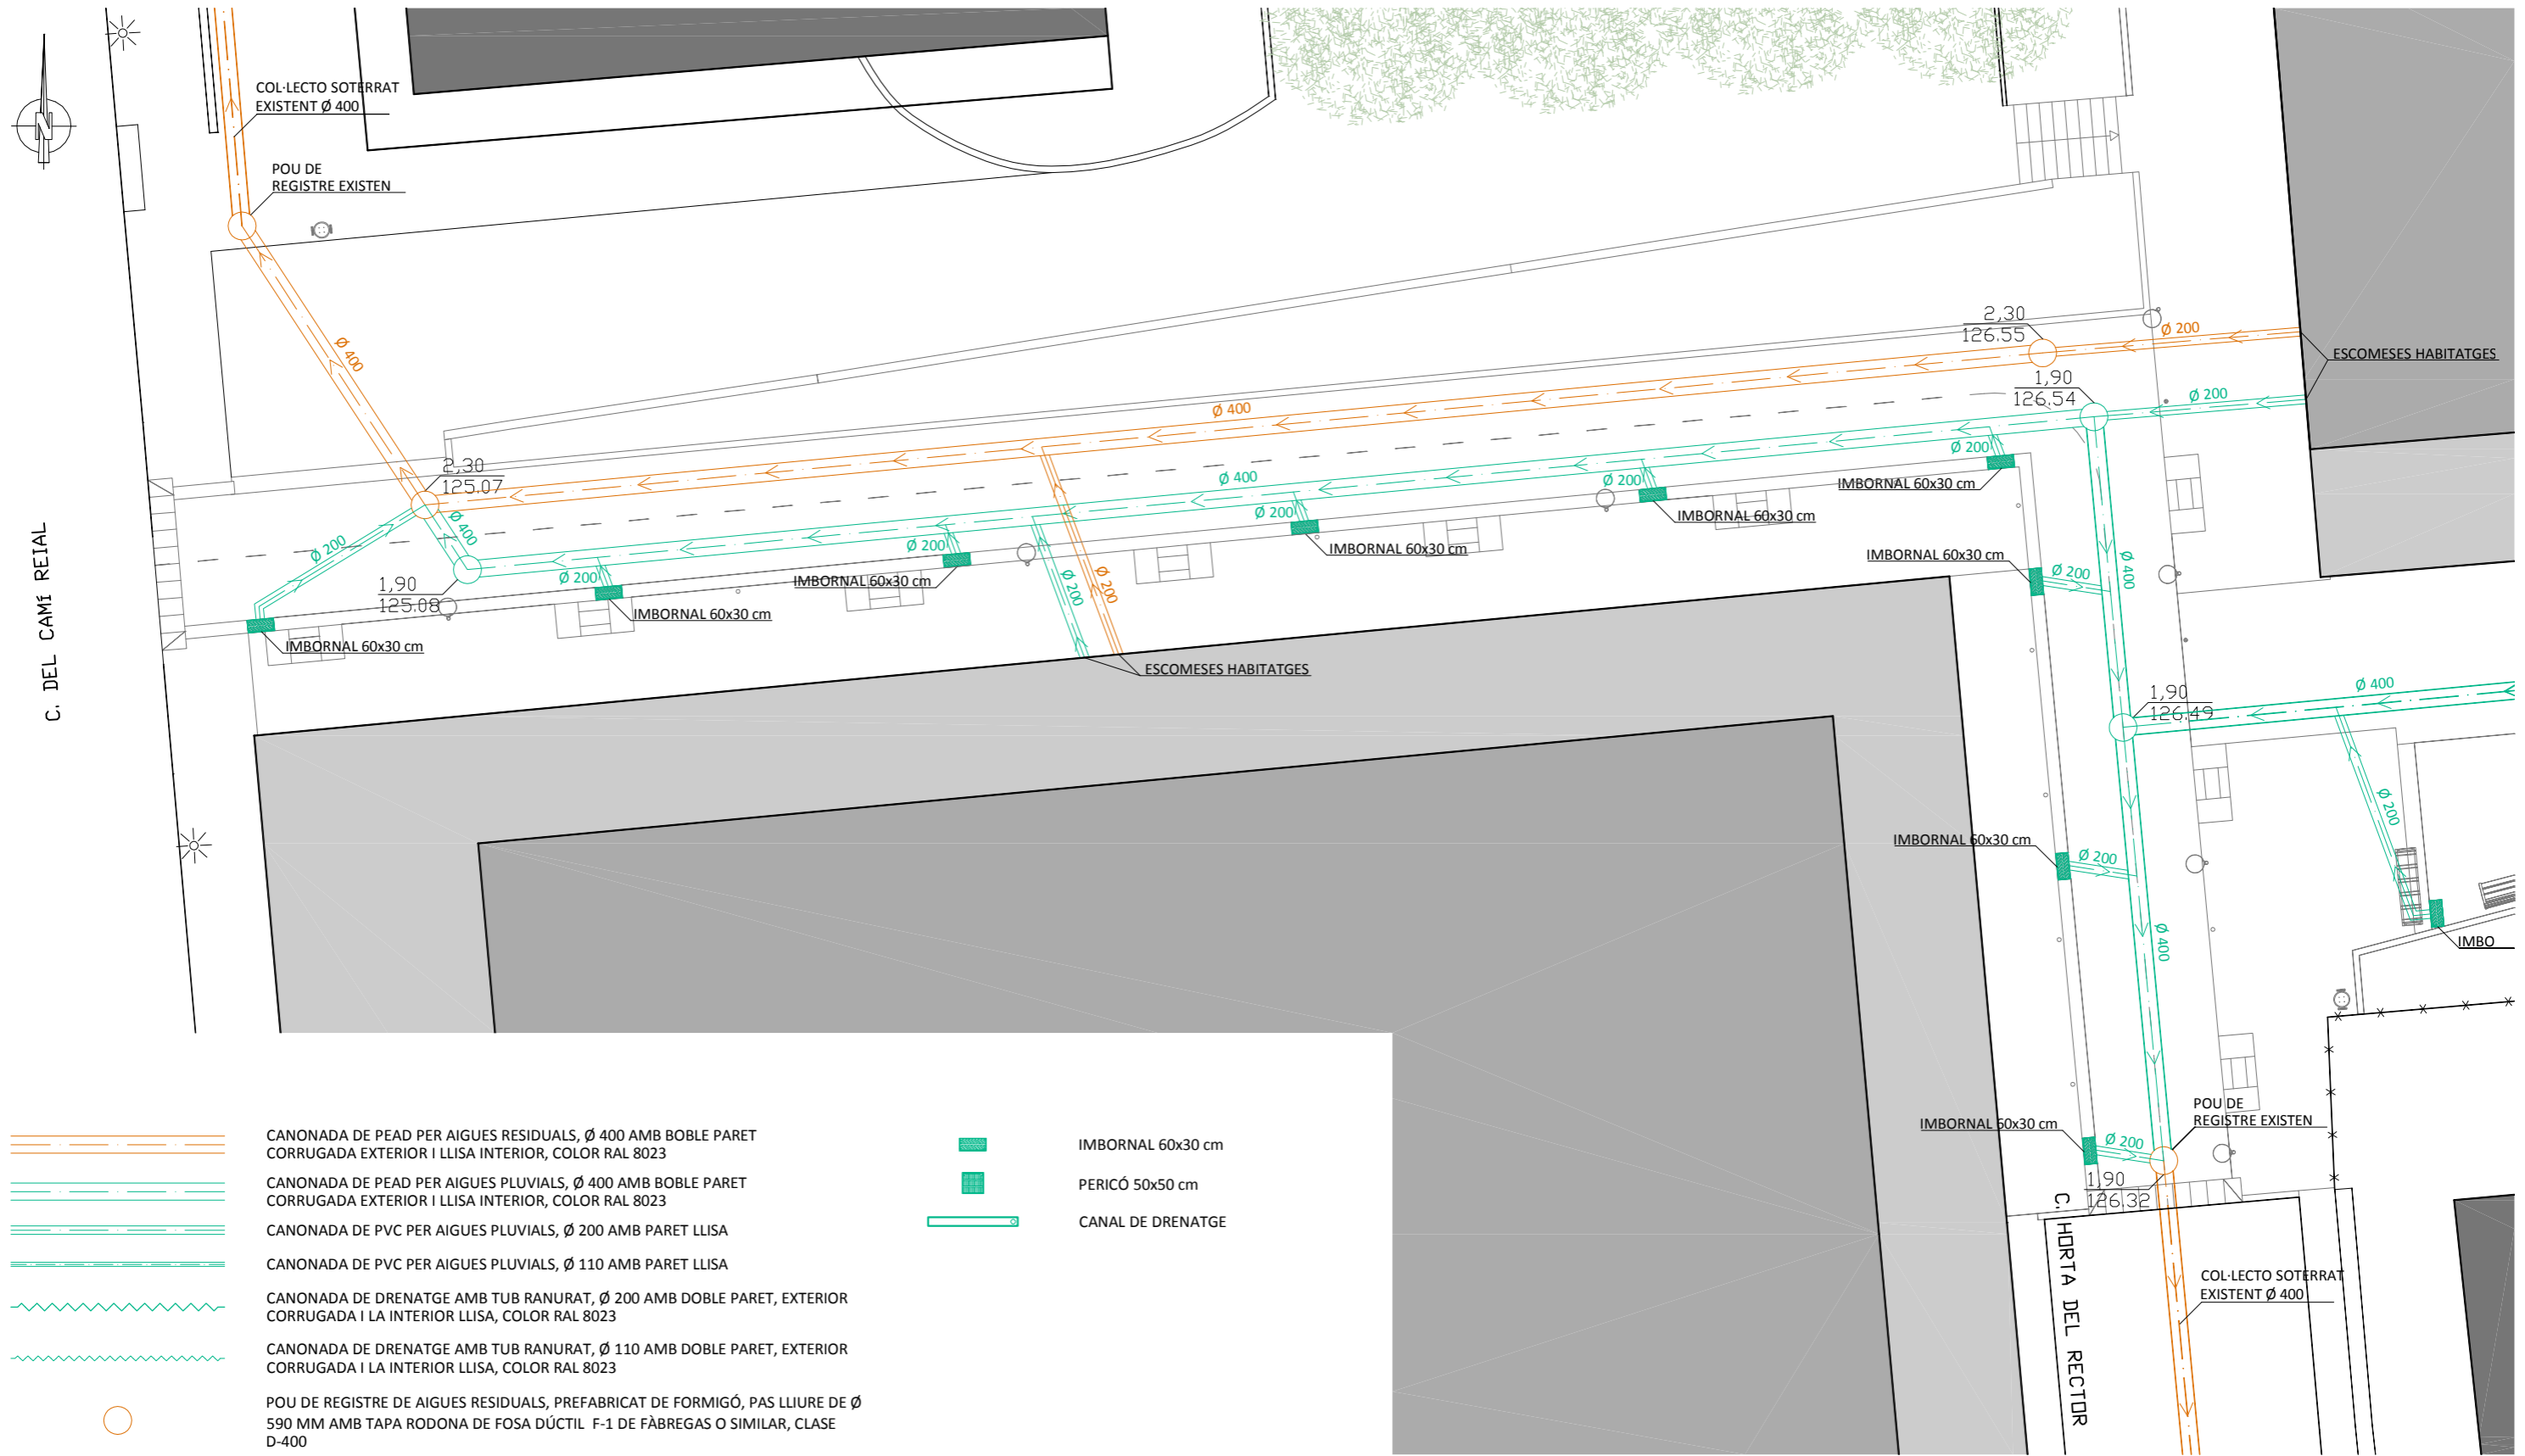 COL·LECTO SOTERRAT
EXISTENT Ø 400
POU DE
REGISTRE EXISTEN
N
Ø 400
2,30
126.55
Ø 200
ESCOMESES HABITATGES
1,90
126.54
Ø 200
Ø 400
2,30
125.07
Ø 400
Ø 400
Ø 200
IMBORNAL 60x30 cm
Ø 200
IMBORNAL 60x30 cm
Ø 200
IMBORNAL 60x30 cm
Ø 200
IMBORNAL 60x30 cm
Ø 200
IMBORNAL 60x30 cm
Ø 200
IMBORNAL 60x30 cm
1,90
125.08
Ø 200
Ø 200
ESCOMESES HABITATGES
C. DEL CAMÍ REIAL
IMBORNAL 60x30 cm
Ø 200
Ø 400
1,90
126.49
Ø 400
Ø 200
IMBORNAL 60x30 cm
Ø 200
Ø 400
IMBO
IMBORNAL 60x30 cm
Ø 200
POU DE
REGISTRE EXISTEN
1,90
126.32
C. HORTA DEL RECTOR
COL·LECTO SOTERRAT
EXISTENT Ø 400
CANONADA DE PEAD PER AIGUES RESIDUALS, Ø 400 AMB BOBLE PARET
CORRUGADA EXTERIOR I LLISA INTERIOR, COLOR RAL 8023
CANONADA DE PEAD PER AIGUES PLUVIALS, Ø 400 AMB BOBLE PARET
CORRUGADA EXTERIOR I LLISA INTERIOR, COLOR RAL 8023
CANONADA DE PVC PER AIGUES PLUVIALS, Ø 200 AMB PARET LLISA
CANONADA DE PVC PER AIGUES PLUVIALS, Ø 110 AMB PARET LLISA
CANONADA DE DRENATGE AMB TUB RANURAT, Ø 200 AMB DOBLE PARET, EXTERIOR
CORRUGADA I LA INTERIOR LLISA, COLOR RAL 8023
CANONADA DE DRENATGE AMB TUB RANURAT, Ø 110 AMB DOBLE PARET, EXTERIOR
CORRUGADA I LA INTERIOR LLISA, COLOR RAL 8023
POU DE REGISTRE DE AIGUES RESIDUALS, PREFABRICAT DE FORMIGÓ, PAS LLIURE DE Ø
590 MM AMB TAPA RODONA DE FOSA DÚCTIL F-1 DE FÀBREGAS O SIMILAR, CLASE
D-400
IMBORNAL 60x30 cm
PERICÓ 50x50 cm
CANAL DE DRENATGE